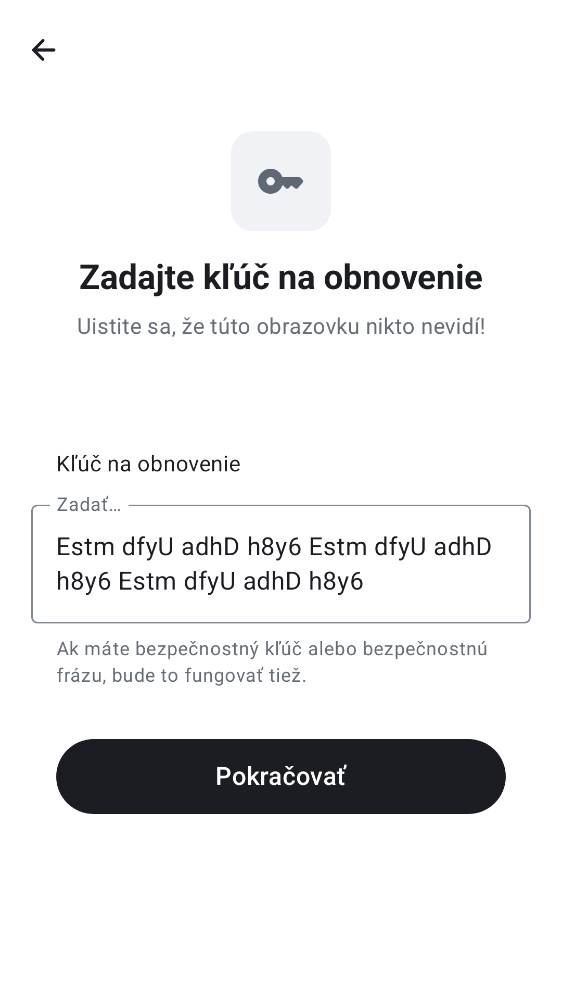 Zadajte kľúč na obnovenie
Uistite sa, že túto obrazovku nikto nevidí!
Kľúč na obnovenie
Zadať…
Estm dfyU adhD h8y6 Estm dfyU adhD
h8y6 Estm dfyU adhD h8y6
Ak máte bezpečnostný kľúč alebo bezpečnostnú
frázu, bude to fungovať tiež.
Pokračovať